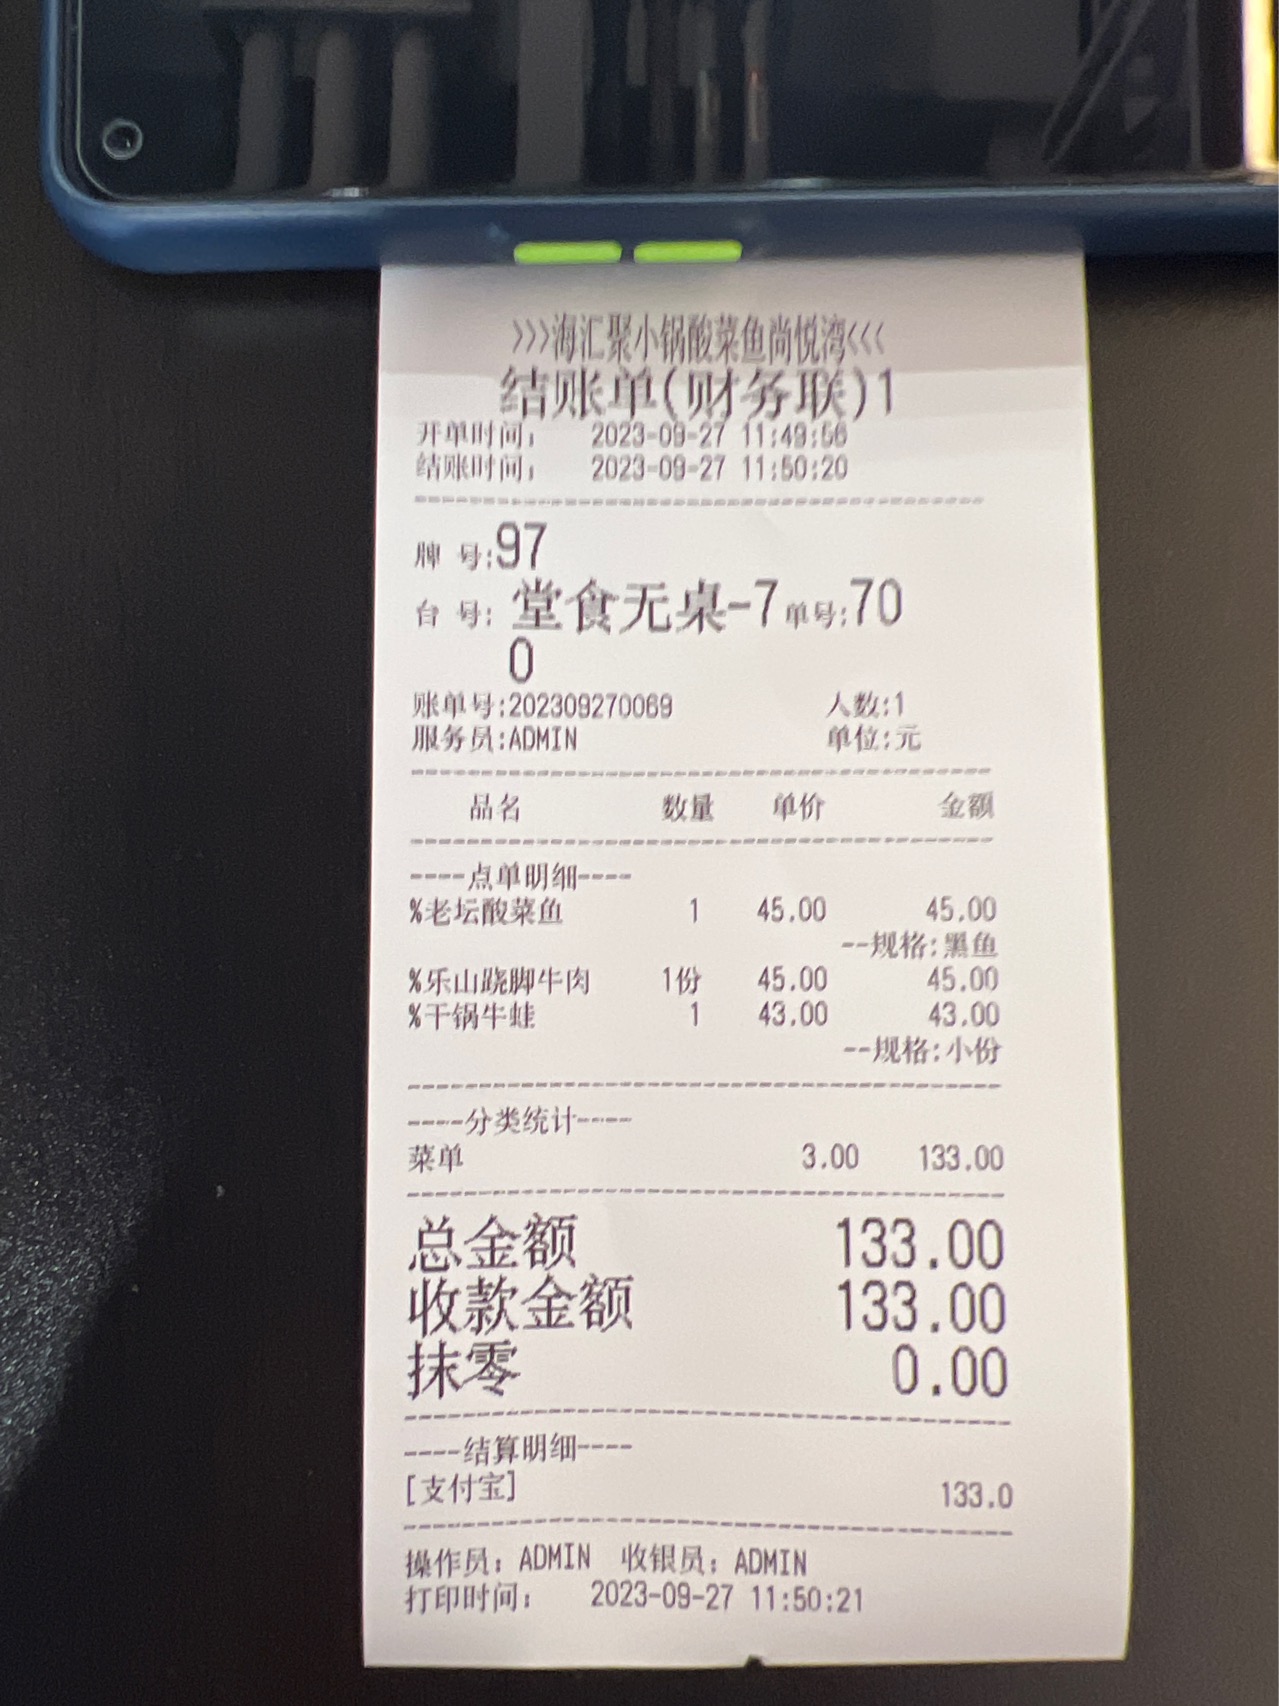 >>>海汇聚小锅酸菜鱼尚悦湾<<<
结账单(财务联)1
开单时间: 2023-09-27 11:49:56
结账时间: 2023-09-27 11:50:20
牌 号:97
台 号: 堂食无桌-7 单号:70
0
账单号:202309270069 人数:1
服务员:ADMIN 单位:元
品名 数量 单价 金额
----点单明细----
%老坛酸菜鱼 1 45.00 45.00
--规格:黑鱼
%乐山跷脚牛肉 1份 45.00 45.00
%干锅牛蛙 1 43.00 43.00
--规格:小份
----分类统计----
菜单 3.00 133.00
总金额 133.00
收款金额 133.00
抹零 0.00
----结算明细----
[支付宝] 133.0
操作员: ADMIN 收银员: ADMIN
打印时间: 2023-09-27 11:50:21